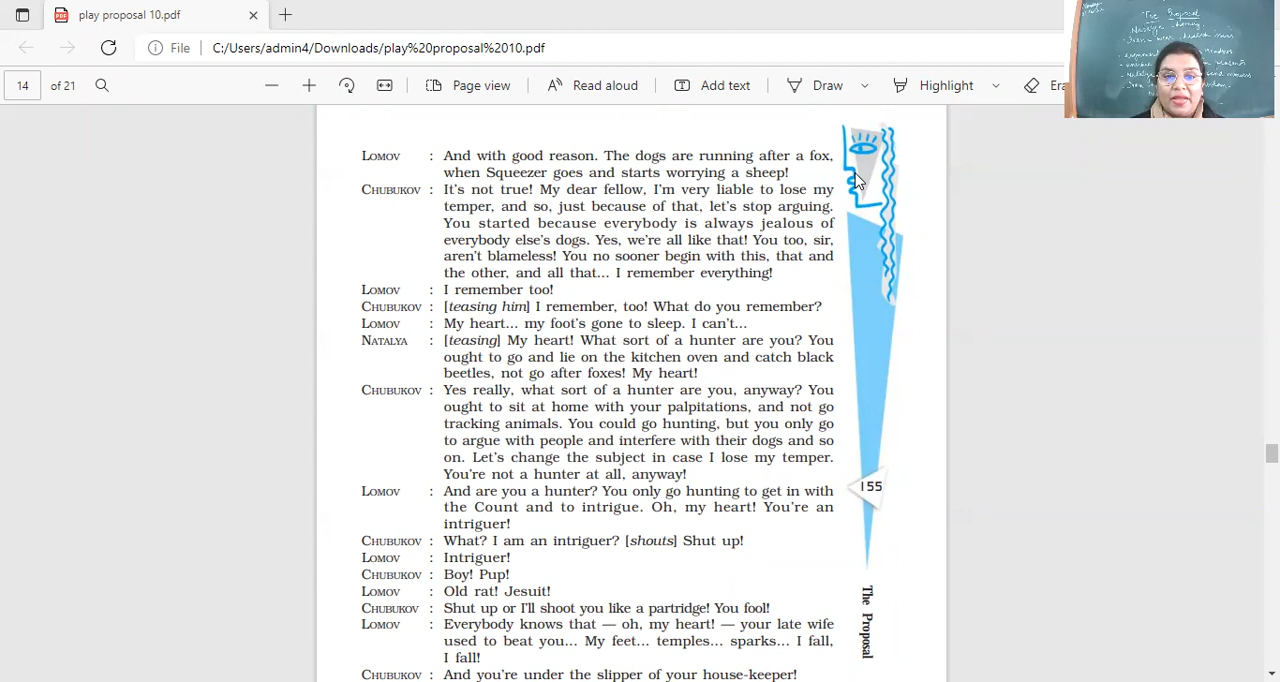 play proposal 10.pdf
File C:/Users/admin4/Downloads/play%20proposal%2010.pdf
14 of 21 Page view Read aloud Add text Draw Highlight
The Proposal
LOMOV : And with good reason. The dogs are running after a fox,
when Squeezer goes and starts worrying a sheep!
CHUBUKOV : It's not true! My dear fellow, I'm very liable to lose my
temper, and so, just because of that, let's stop arguing.
You started because everybody is always jealous of
everybody else's dogs. Yes, we're all like that! You too, sir,
aren't blameless! You no sooner begin with this, that and
the other, and all that... I remember everything!
LOMOV : I remember too!
CHUBUKOV : [teasing him] I remember, too! What do you remember?
LOMOV : My heart... my foot's gone to sleep. I can't...
NATALYA : [teasing] My heart! What sort of a hunter are you? You
ought to go and lie on the kitchen oven and catch black
beetles, not go after foxes! My heart!
CHUBUKOV : Yes really, what sort of a hunter are you, anyway? You
ought to sit at home with your palpitations, and not go
tracking animals. You could go hunting, but you only go
to argue with people and interfere with their dogs and so
on. Let's change the subject in case I lose my temper.
You're not a hunter at all, anyway!
LOMOV : And are you a hunter? You only go hunting to get in with
the Count and to intrigue. Oh, my heart! You're an
intriguer!
CHUBUKOV : What? I am an intriguer? [shouts] Shut up!
LOMOV : Intriguer!
CHUBUKOV : Boy! Pup!
LOMOV : Old rat! Jesuit!
CHUBUKOV : Shut up or I'll shoot you like a partridge! You fool!
LOMOV : Everybody knows that — oh, my heart! — your late wife
used to beat you... My feet... temples... sparks... I fall,
I fall!
CHUBUKOV : And you're under the slipper of your house-keeper!
155
The Proposal